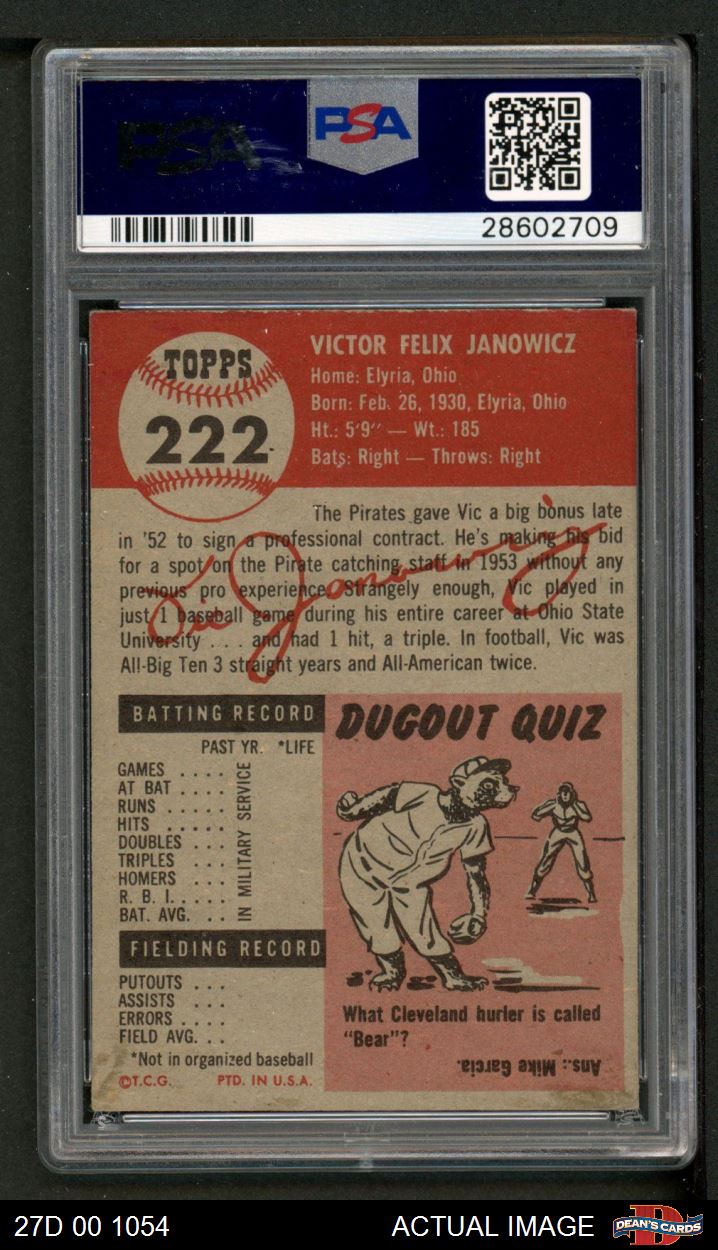 PSA
PSA
28602709
TOPPS
222
VICTOR FELIX JANOWICZ
Home: Elyria, Ohio
Born: Feb. 26, 1930, Elyria, Ohio
Ht.: 5'9" — Wt.: 185
Bats: Right — Throws: Right
The Pirates gave Vic a big bonus late
in '52 to sign a professional contract. He's making his bid
for a spot on the Pirate catching staff in 1953 without any
previous pro experience. Strangely enough, Vic played in
just 1 baseball game during his entire career at Ohio State
University . . . and had 1 hit, a triple. In football, Vic was
All-Big Ten 3 straight years and All-American twice.
Vic Janowicz
BATTING RECORD
PAST YR. *LIFE
GAMES . . . .
AT BAT . . . .
RUNS . . . . .
HITS . . . . .
DOUBLES . . .
TRIPLES . . .
HOMERS . . .
R. B. I. . . . .
BAT. AVG. . .
IN MILITARY SERVICE
FIELDING RECORD
PUTOUTS . . .
ASSISTS . . .
ERRORS . . . .
FIELD AVG. . .
*Not in organized baseball
©T.C.G. PTD. IN U.S.A.
DUGOUT QUIZ
What Cleveland hurler is called
"Bear"?
Ans.: Mike Garcia.
27D 00 1054 ACTUAL IMAGE DEAN'S CARDS